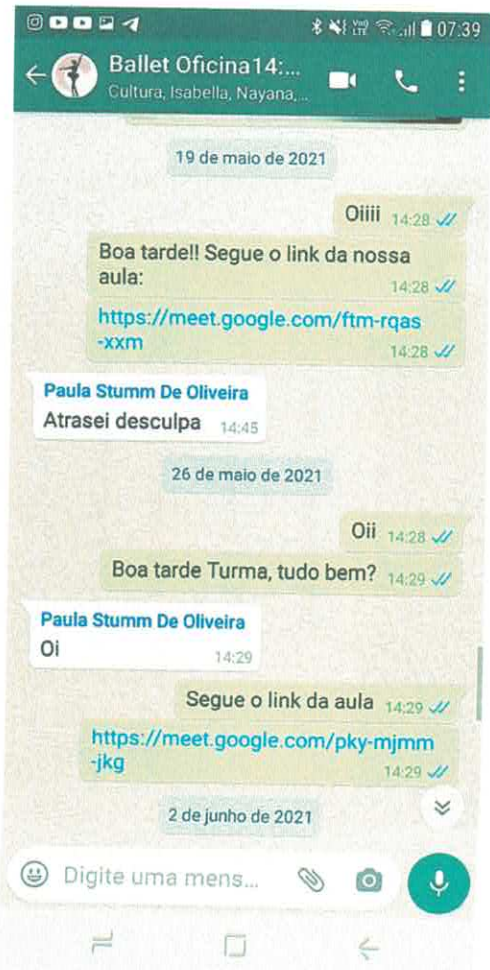 07:39
Ballet Oficina14:...
Cultura, Isabella, Nayana,...
19 de maio de 2021
Oiiii 14:28
Boa tarde!! Segue o link da nossa
aula: 14:28
https://meet.google.com/ftm-rqas
-xxm 14:28
Paula Stumm De Oliveira
Atrasei desculpa 14:45
26 de maio de 2021
Oii 14:28
Boa tarde Turma, tudo bem? 14:29
Paula Stumm De Oliveira
Oi
14:29
Segue o link da aula 14:29
https://meet.google.com/pky-mjmm
-jkg 14:29
2 de junho de 2021
Digite uma mens...